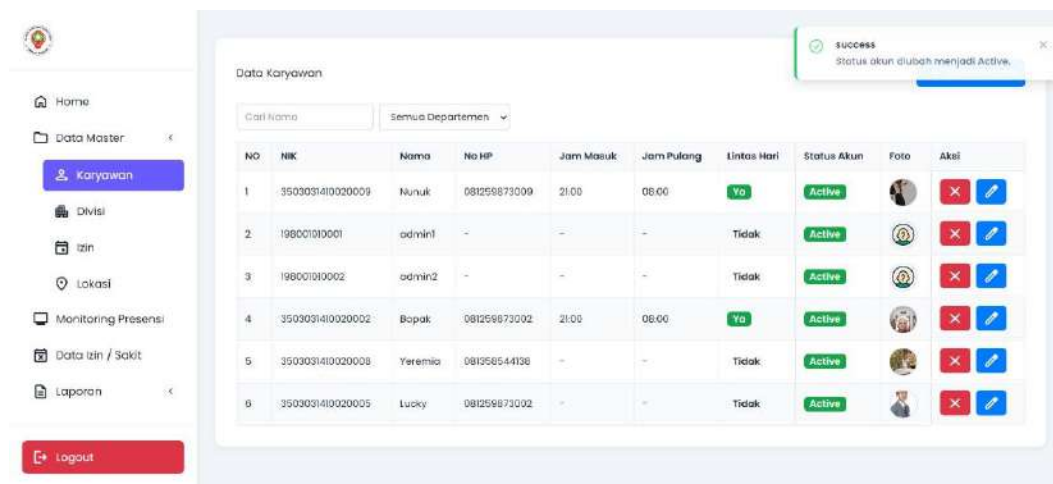 success
Status akun diubah menjadi Active.
Data Karyawan
Home
Cari Nama
Semua Departemen
Data Master
NO NIK Nama No HP Jam Masuk Jam Pulang Lintas Hari Status Akun Foto Aksi
Karyawan
1 3503031410020009 Nunuk 081259873009 21:00 08:00 Ya Active
Divisi
2 198001010001 admin1 - - - Tidak Active
Izin
3 198001010002 admin2 - - - Tidak Active
Lokasi
4 3503031410020002 Bapak 081259873002 21:00 08:00 Ya Active
Monitoring Presensi
5 3503031410020008 Yeremia 081358544138 - - Tidak Active
Data Izin / Sakit
6 3503031410020005 Lucky 081259873002 - - Tidak Active
Laporan
Logout